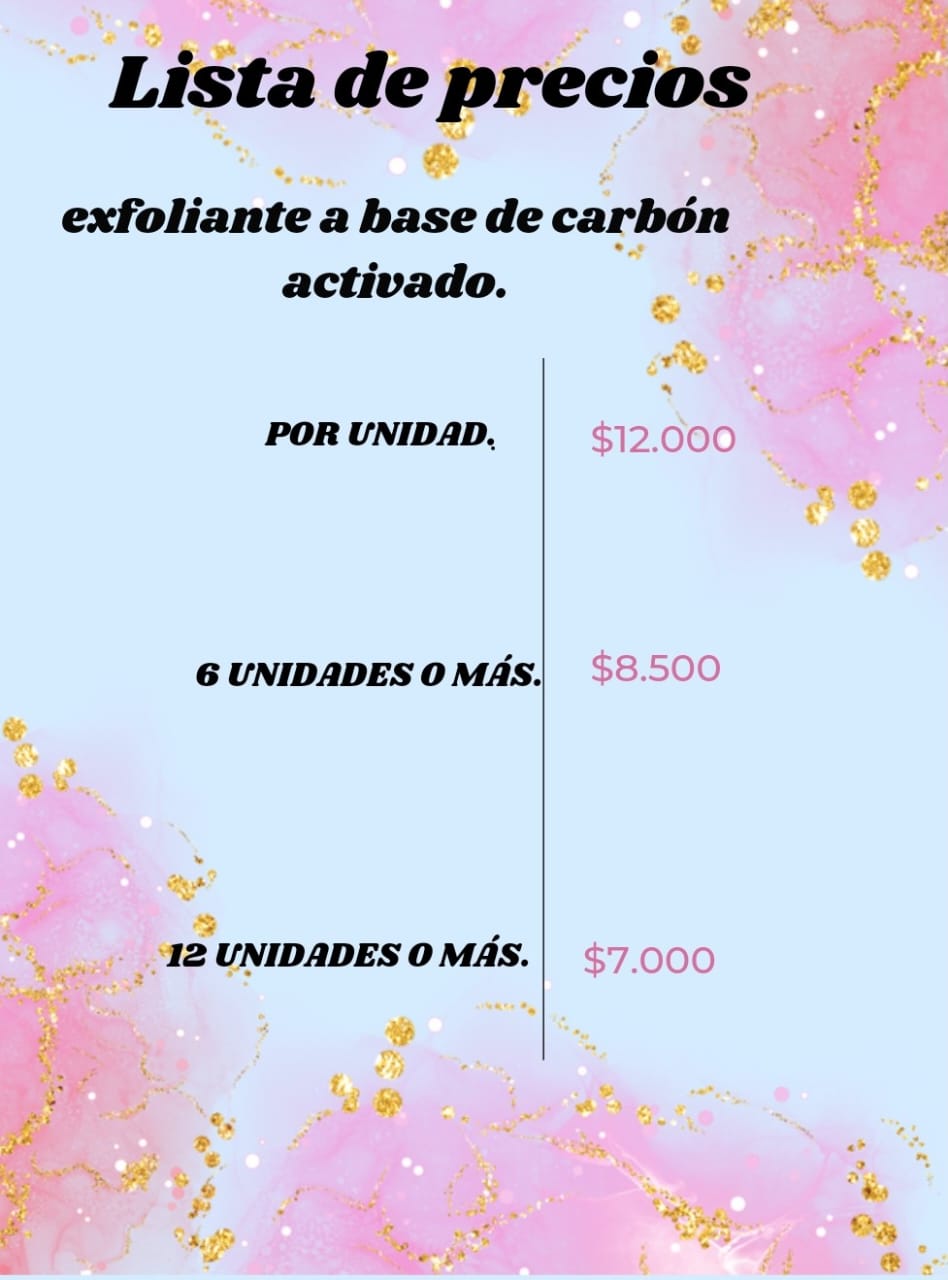 Lista de precios
exfoliante a base de carbón
activado.
POR UNIDAD.
$12.000
6 UNIDADES O MÁS.
$8.500
12 UNIDADES O MÁS.
$7.000